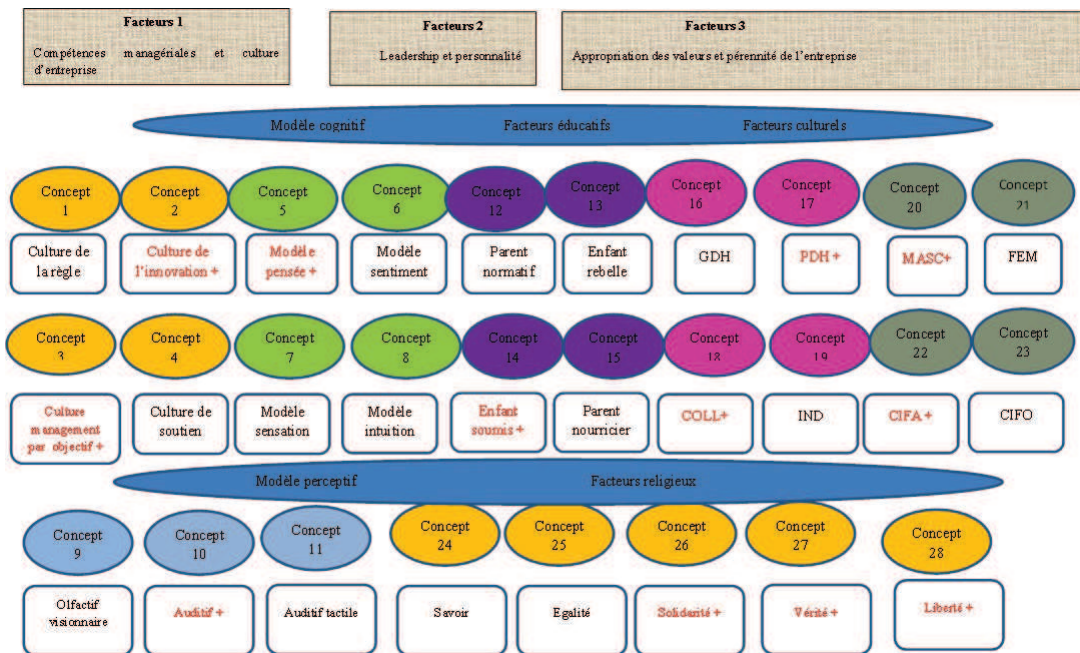 Facteurs 1
Compétences managériales et culture
d'entreprise
Facteurs 2
Leadership et personnalité
Facteurs 3
Appropriation des valeurs et pérennité de l'entreprise
Modèle cognitif
Facteurs éducatifs
Facteurs culturels
Concept
1
Concept
2
Concept
5
Concept
6
Concept
12
Concept
13
Concept
16
Concept
17
Concept
20
Concept
21
Culture de
la règle
Culture de
l'innovation +
Modèle
pensée +
Modèle
sentiment
Parent
normatif
Enfant
rebelle
GDH
PDH +
MASC+
FEM
Concept
3
Concept
4
Concept
7
Concept
8
Concept
14
Concept
15
Concept
18
Concept
19
Concept
22
Concept
23
Culture
management
par objectif +
Culture de
soutien
Modèle
sensation
Modèle
intuition
Enfant
soumis +
Parent
nourricier
COLL+
IND
CIFA +
CIFO
Modèle perceptif
Facteurs religieux
Concept
9
Concept
10
Concept
11
Concept
24
Concept
25
Concept
26
Concept
27
Concept
28
Olfactif
visionnaire
Auditif +
Auditif tactile
Savoir
Egalité
Solidarité +
Vérité +
Liberté +